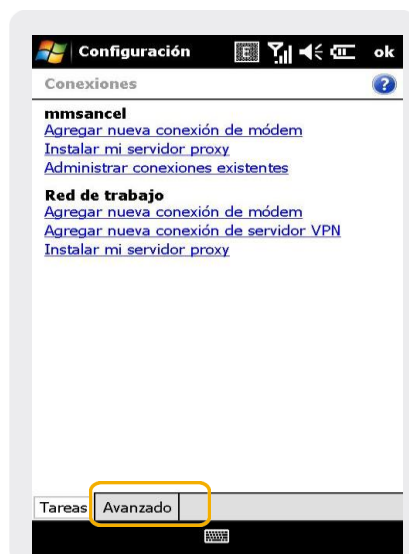 Configuración
E
ok
Conexiones
?
mmsancel
Agregar nueva conexión de módem
Instalar mi servidor proxy
Administrar conexiones existentes
Red de trabajo
Agregar nueva conexión de módem
Agregar nueva conexión de servidor VPN
Instalar mi servidor proxy
Tareas Avanzado